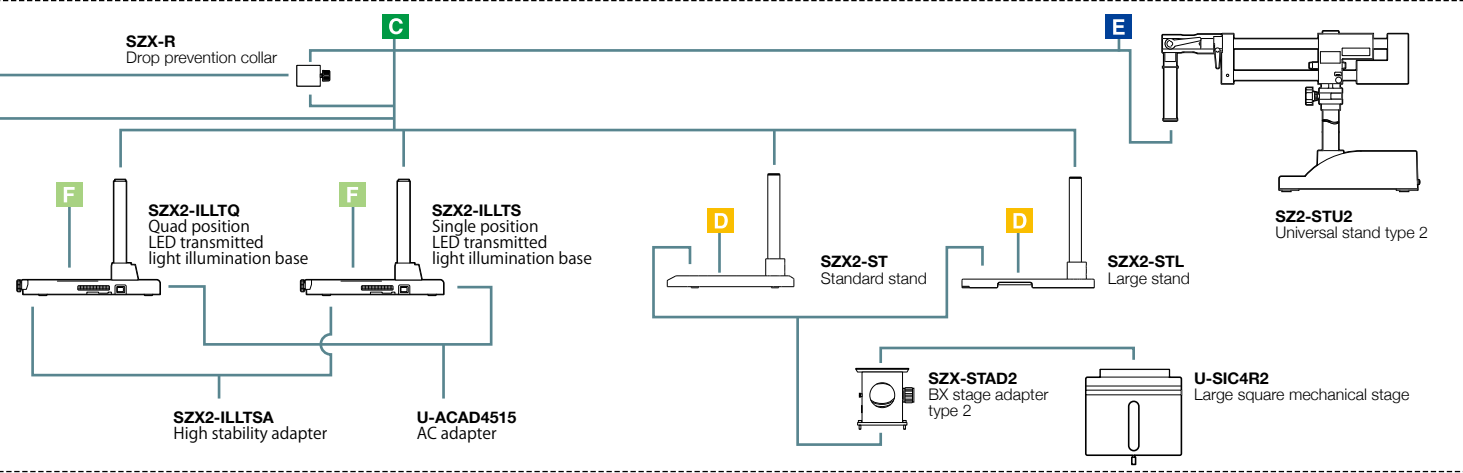 C
E
SZX-R
Drop prevention collar
F
SZX2-ILLTQ
Quad position
LED transmitted
light illumination base
F
SZX2-ILLTS
Single position
LED transmitted
light illumination base
D
SZX2-ST
Standard stand
D
SZX2-STL
Large stand
SZ2-STU2
Universal stand type 2
SZX2-ILLTSA
High stability adapter
U-ACAD4515
AC adapter
SZX-STAD2
BX stage adapter
type 2
U-SIC4R2
Large square mechanical stage